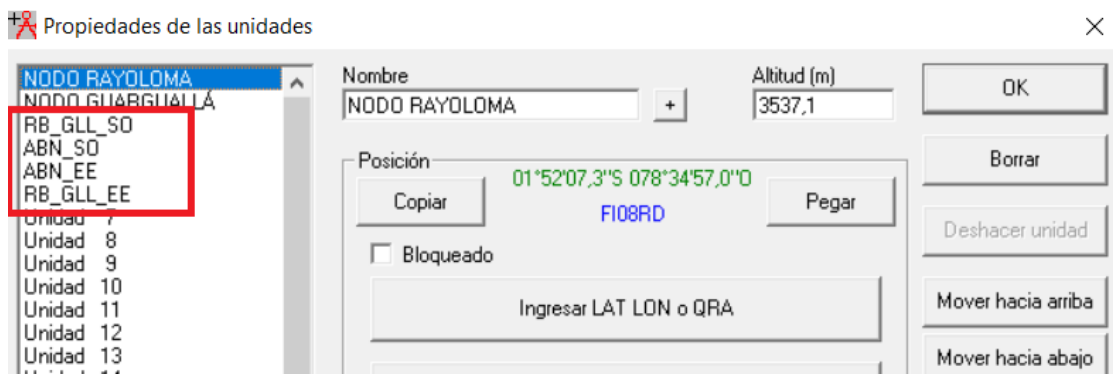 Propiedades de las unidades
NODO RAYOLOMA
NODO GUARGUALLÁ
RB_GLL_SO
ABN_SO
ABN_EE
RB_GLL_EE
Unidad 7
Unidad 8
Unidad 9
Unidad 10
Unidad 11
Unidad 12
Unidad 13
Nombre
NODO RAYOLOMA
+
Altitud (m)
3537,1
Posición
Copiar
01°52'07,3"S 078°34'57,0"O
FI08RD
Pegar
Bloqueado
Ingresar LAT LON o QRA
OK
Borrar
Deshacer unidad
Mover hacia arriba
Mover hacia abajo